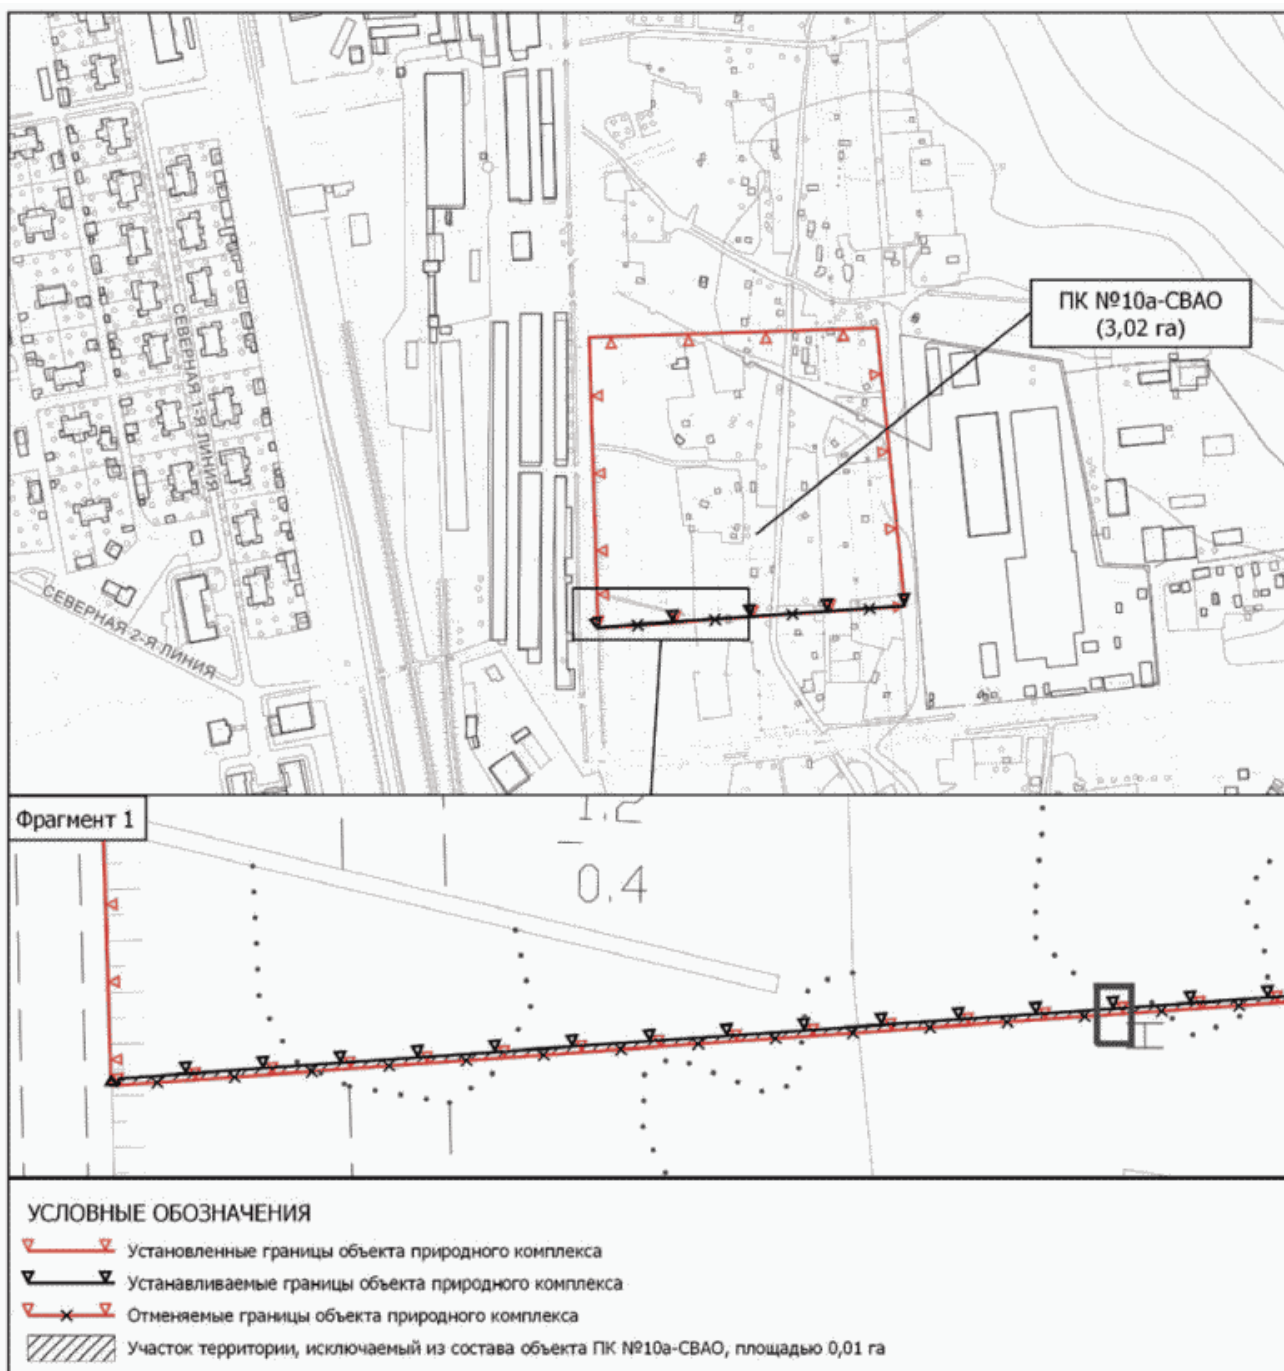 ПК №10а-СВАО
(3,02 га)
СЕВЕРНАЯ 1-Я ЛИНИЯ
СЕВЕРНАЯ 2-Я ЛИНИЯ
Фрагмент 1
1.2
0.4
УСЛОВНЫЕ ОБОЗНАЧЕНИЯ
Установленные границы объекта природного комплекса
Устанавливаемые границы объекта природного комплекса
Отменяемые границы объекта природного комплекса
Участок территории, исключаемый из состава объекта ПК №10а-СВАО, площадью 0,01 га